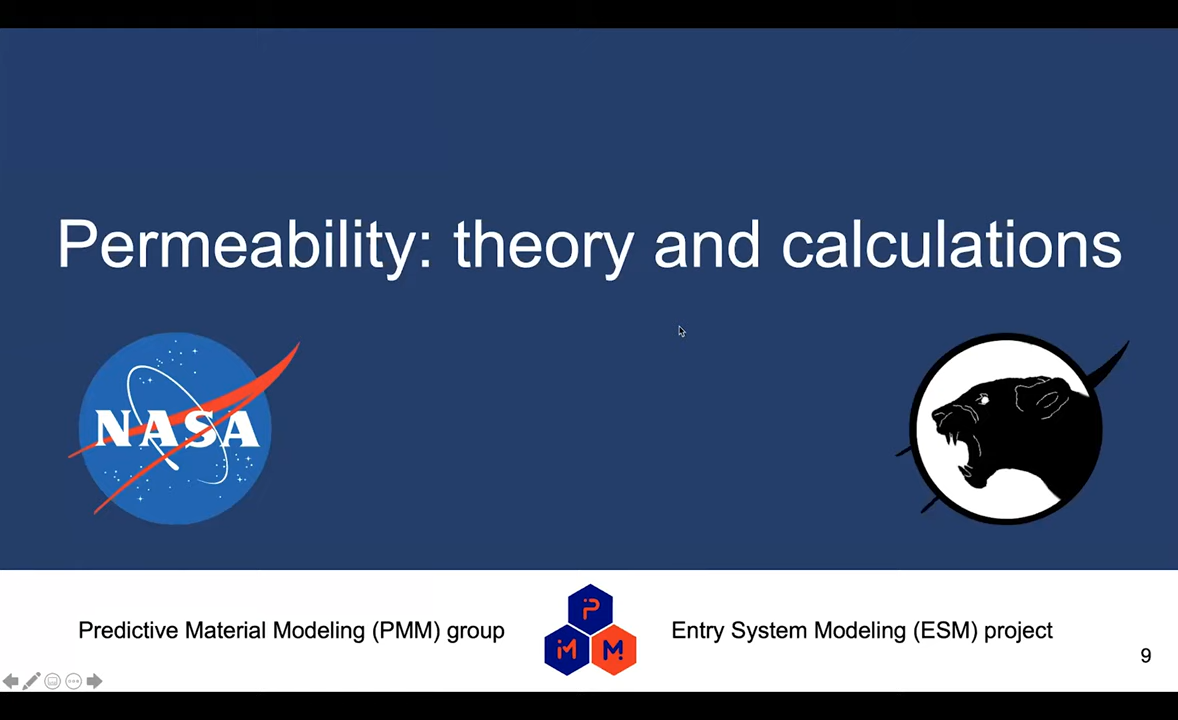 Permeability: theory and calculations
NASA
Predictive Material Modeling (PMM) group
P
M M
Entry System Modeling (ESM) project
9